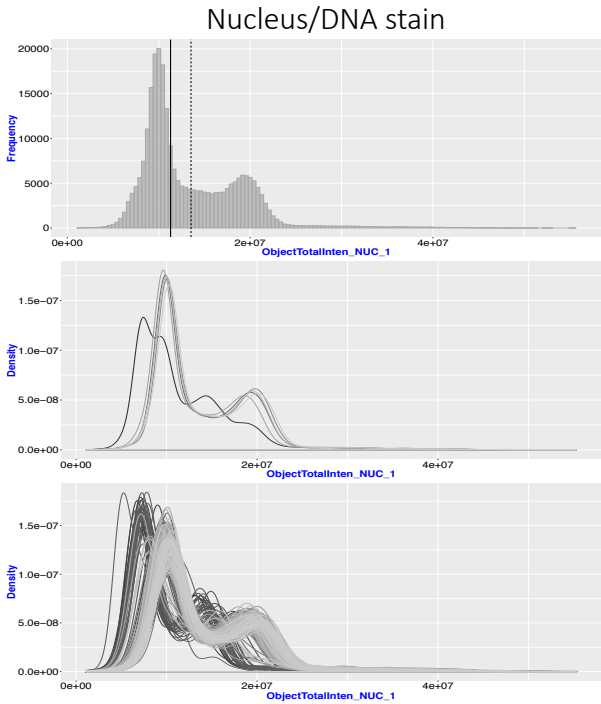 Nucleus/DNA stain
20000
15000
10000
5000
0
Frequency
0e+00 2e+07 4e+07
ObjectTotalInten_NUC_1
1.5e−07
1.0e−07
5.0e−08
0.0e+00
Density
0e+00 2e+07 4e+07
ObjectTotalInten_NUC_1
1.5e−07
1.0e−07
5.0e−08
0.0e+00
Density
0e+00 2e+07 4e+07
ObjectTotalInten_NUC_1